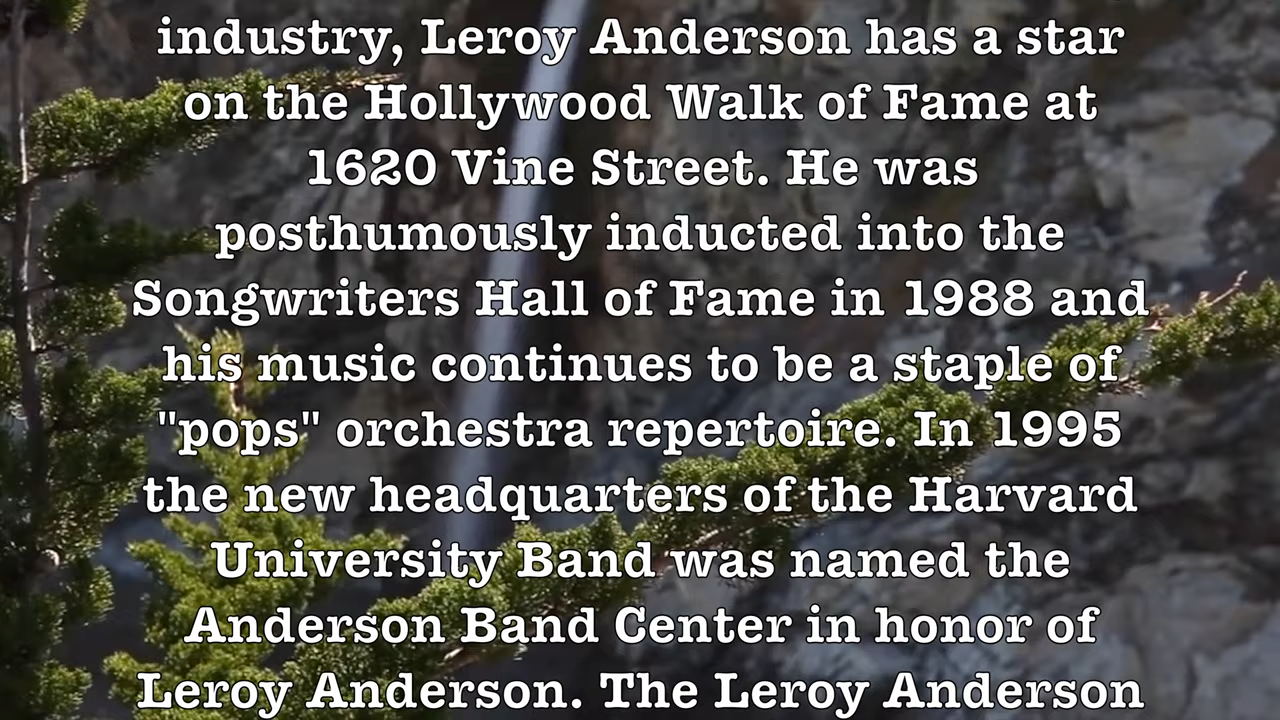 industry, Leroy Anderson has a star
on the Hollywood Walk of Fame at
1620 Vine Street. He was
posthumously inducted into the
Songwriters Hall of Fame in 1988 and
his music continues to be a staple of
"pops" orchestra repertoire. In 1995
the new headquarters of the Harvard
University Band was named the
Anderson Band Center in honor of
Leroy Anderson. The Leroy Anderson